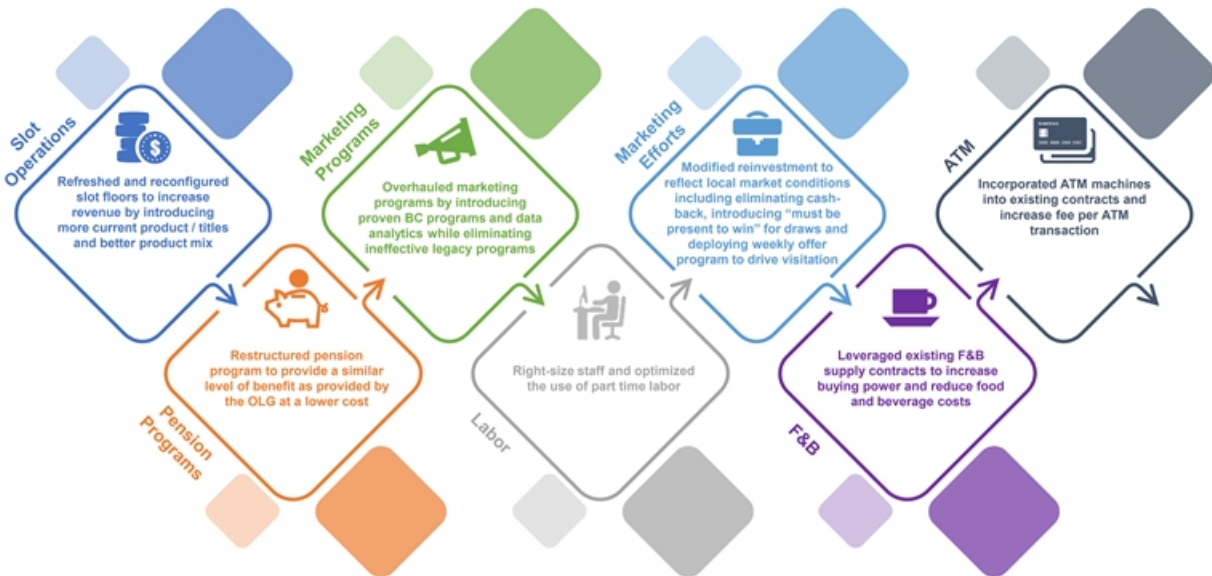 Slot
Operations
Refreshed and reconfigured
slot floors to increase
revenue by introducing
more current product / titles
and better product mix
Pension
Programs
Restructured pension
program to provide a similar
level of benefit as provided by
the OLG at a lower cost
Marketing
Programs
Overhauled marketing
programs by introducing
proven BC programs and data
analytics while eliminating
ineffective legacy programs
Labor
Right-size staff and optimized
the use of part time labor
Marketing
Efforts
Modified reinvestment to
reflect local market conditions
including eliminating cash-
back, introducing “must be
present to win” for draws and
deploying weekly offer
program to drive visitation
F&B
Leveraged existing F&B
supply contracts to increase
buying power and reduce food
and beverage costs
ATM
Incorporated ATM machines
into existing contracts and
increase fee per ATM
transaction